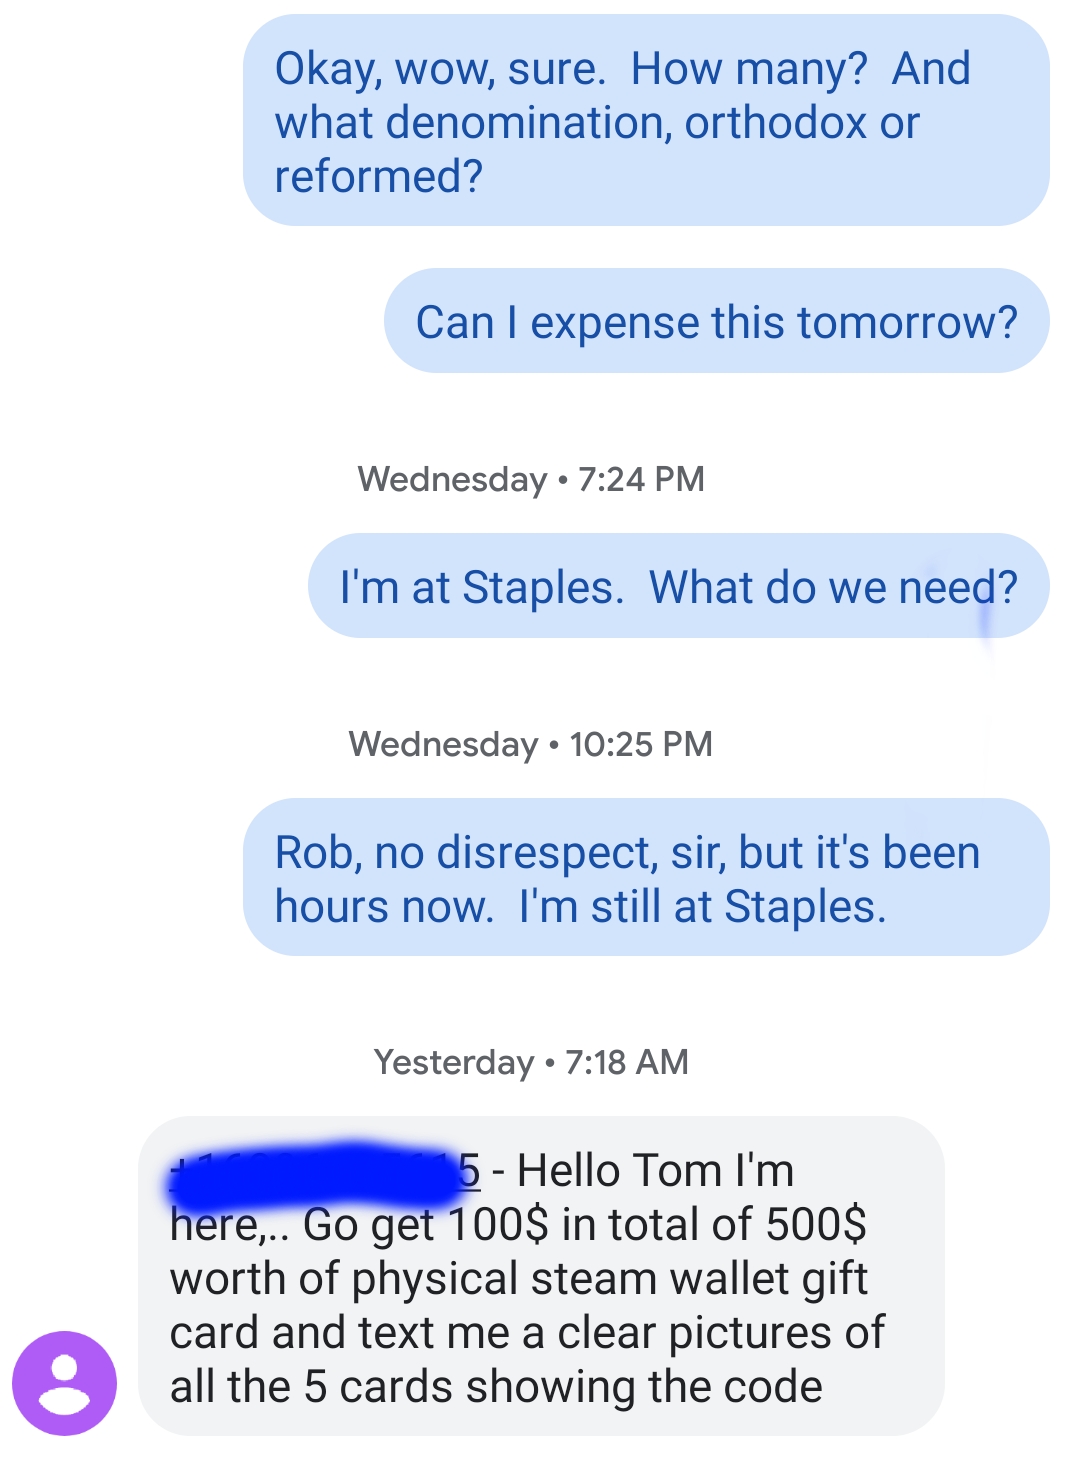 Okay, wow, sure.  How many?  And
what denomination, orthodox or
reformed?
Can I expense this tomorrow?
Wednesday • 7:24 PM
I'm at Staples.  What do we need?
Wednesday • 10:25 PM
Rob, no disrespect, sir, but it's been
hours now.  I'm still at Staples.
Yesterday • 7:18 AM
5 - Hello Tom I'm
here,.. Go get 100$ in total of 500$
worth of physical steam wallet gift
card and text me a clear pictures of
all the 5 cards showing the code